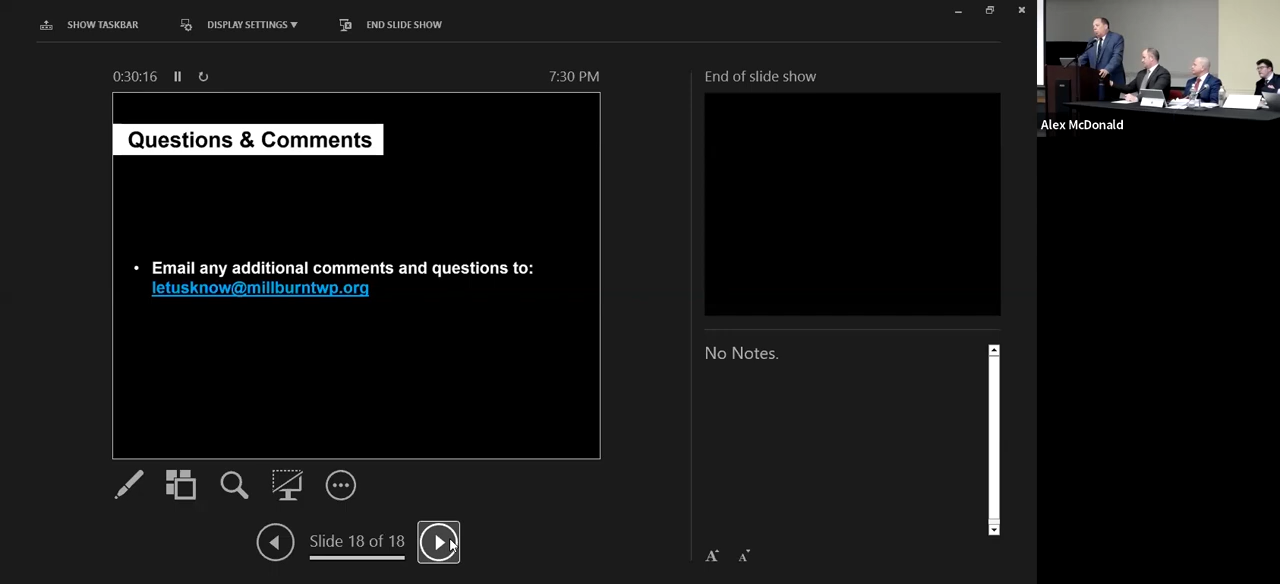 SHOW TASKBAR
DISPLAY SETTINGS ▼
END SLIDE SHOW
0:30:16
7:30 PM
Questions & Comments
• Email any additional comments and questions to:
letusknow@millburntwp.org
Slide 18 of 18
End of slide show
No Notes.
A
A
Alex McDonald